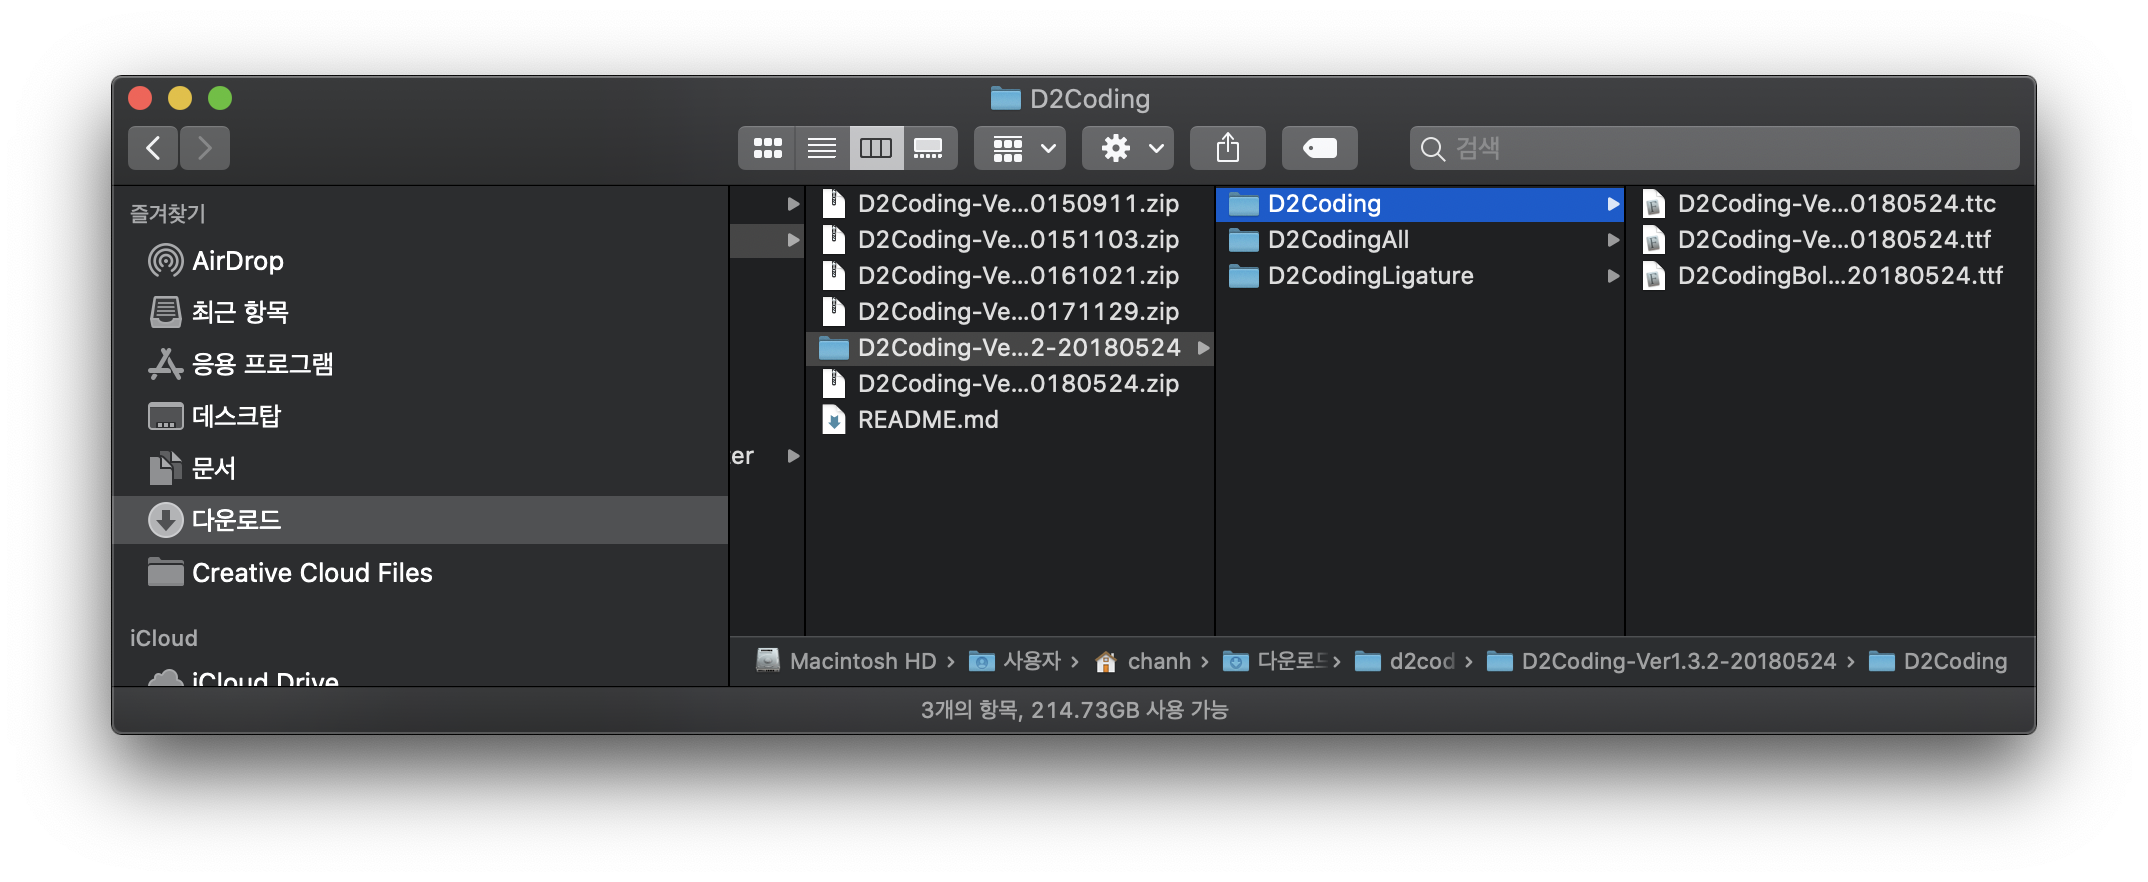 D2Coding
검색
즐겨찾기
AirDrop
최근 항목
응용 프로그램
데스크탑
문서
다운로드
Creative Cloud Files
iCloud
iCloud Drive
er
D2Coding-Ve...0150911.zip
D2Coding-Ve...0151103.zip
D2Coding-Ve...0161021.zip
D2Coding-Ve...0171129.zip
D2Coding-Ve...2-20180524
D2Coding-Ve...0180524.zip
README.md
D2Coding
D2CodingAll
D2CodingLigature
D2Coding-Ve...0180524.ttc
D2Coding-Ve...0180524.ttf
D2CodingBol...20180524.ttf
Macintosh HD › 사용자 › chanh › 다운로드 › d2cod › D2Coding-Ver1.3.2-20180524 › D2Coding
3개의 항목, 214.73GB 사용 가능